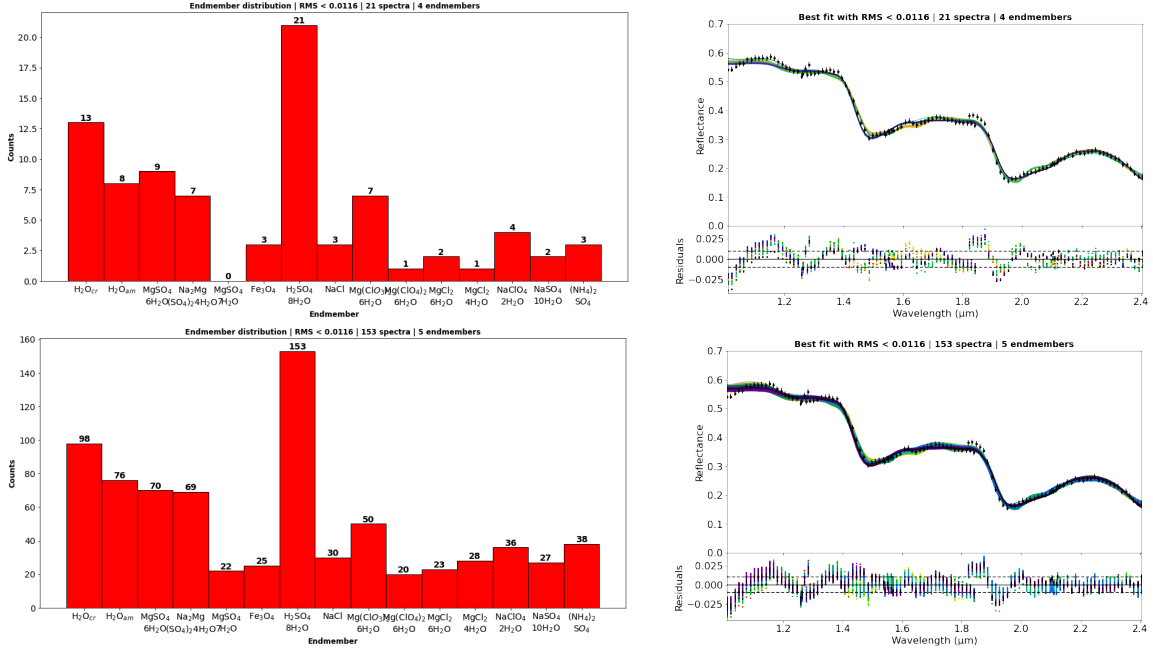 Endmember distribution | RMS < 0.0116 | 21 spectra | 4 endmembers
Counts
20.0
17.5
15.0
12.5
10.0
7.5
5.0
2.5
0.0
13 8 9 7 0 3 21 3 7 1 2 1 4 2 3
H₂O𝑐𝑟 H₂O𝑎𝑚 MgSO₄ Na₂Mg MgSO₄ Fe₃O₄ H₂SO₄ NaCl Mg(ClO₃)₂ Mg(ClO₄)₂ MgCl₂ MgCl₂ NaClO₄ NaSO₄ (NH₄)₂
6H₂O (SO₄)₂4H₂O 7H₂O 8H₂O 6H₂O 6H₂O 6H₂O 4H₂O 2H₂O 10H₂O SO₄
Endmember
Best fit with RMS < 0.0116 | 21 spectra | 4 endmembers
Reflectance
0.7
0.6
0.5
0.4
0.3
0.2
0.1
0.0
Residuals
0.025
0.000
−0.025
1.2 1.4 1.6 1.8 2.0 2.2 2.4
Wavelength (μm)
Endmember distribution | RMS < 0.0116 | 153 spectra | 5 endmembers
Counts
160
140
120
100
80
60
40
20
0
98 76 70 69 22 25 153 30 50 20 23 28 36 27 38
H₂O𝑐𝑟 H₂O𝑎𝑚 MgSO₄ Na₂Mg MgSO₄ Fe₃O₄ H₂SO₄ NaCl Mg(ClO₃)₂ Mg(ClO₄)₂ MgCl₂ MgCl₂ NaClO₄ NaSO₄ (NH₄)₂
6H₂O (SO₄)₂4H₂O 7H₂O 8H₂O 6H₂O 6H₂O 6H₂O 4H₂O 2H₂O 10H₂O SO₄
Endmember
Best fit with RMS < 0.0116 | 153 spectra | 5 endmembers
Reflectance
0.7
0.6
0.5
0.4
0.3
0.2
0.1
0.0
Residuals
0.025
0.000
−0.025
1.2 1.4 1.6 1.8 2.0 2.2 2.4
Wavelength (μm)